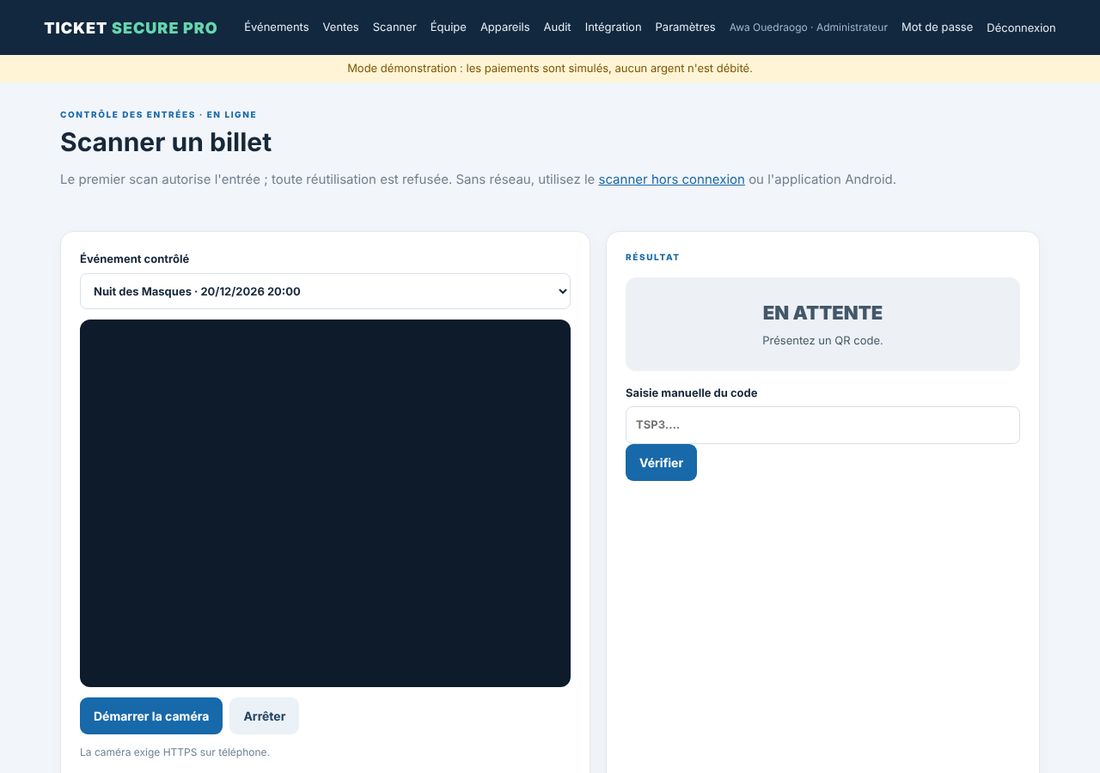 TICKET SECURE PRO Événements Ventes Scanner Équipe Appareils Audit Intégration Paramètres Awa Ouedraogo · Administrateur Mot de passe Déconnexion
Mode démonstration : les paiements sont simulés, aucun argent n'est débité.
CONTRÔLE DES ENTRÉES · EN LIGNE
Scanner un billet
Le premier scan autorise l'entrée ; toute réutilisation est refusée. Sans réseau, utilisez le scanner hors connexion ou l'application Android.
Événement contrôlé
Nuit des Masques · 20/12/2026 20:00
Démarrer la caméra Arrêter
La caméra exige HTTPS sur téléphone.
RÉSULTAT
EN ATTENTE
Présentez un QR code.
Saisie manuelle du code
TSP3....
Vérifier